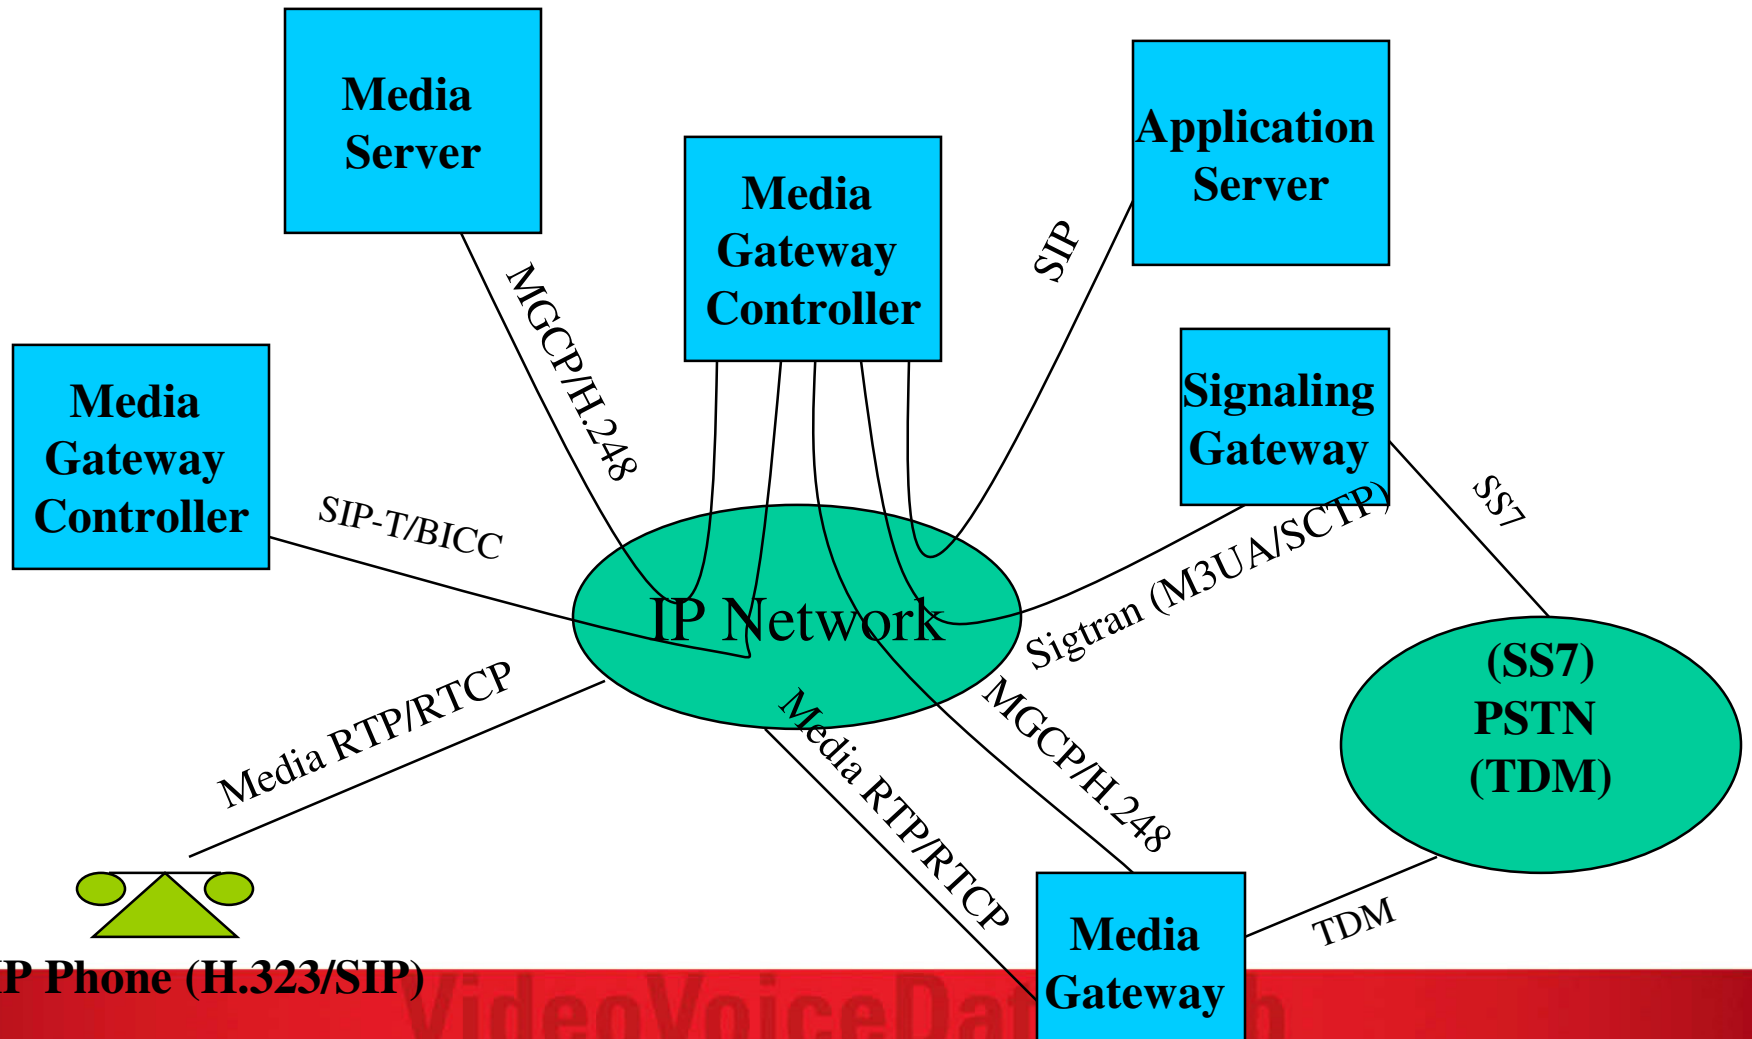 Media
Server
Application
Server
Media
Gateway
Controller
SIP
MGCP/H.248
Signaling
Gateway
Media
Gateway
Controller
SIP-T/BICC
SS7
Sigtran (M3UA/SCTP)
IP Network
(SS7)
PSTN
(TDM)
Media RTP/RTCP
Media RTP/RTCP
MGCP/H.248
TDM
Media
Gateway
IP Phone (H.323/SIP)